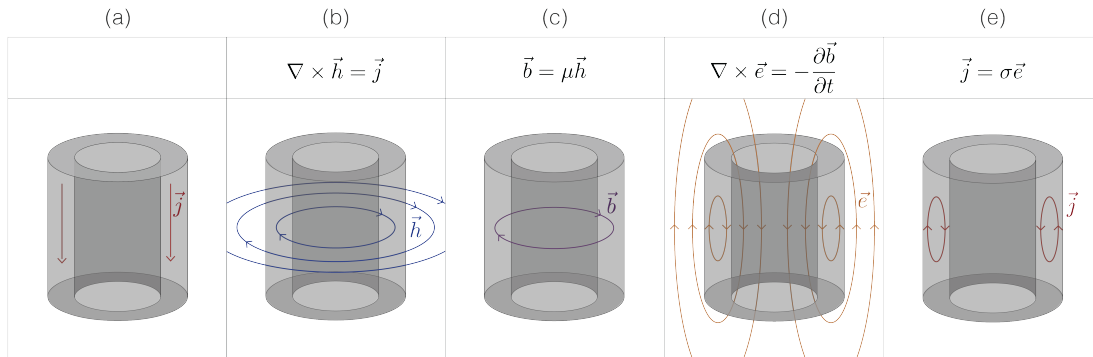 (a) (b) (c) (d) (e)
∇ × h⃗ = j⃗
b⃗ = μh⃗
∇ × e⃗ = −∂b⃗/∂t
j⃗ = σe⃗
j⃗
h⃗
b⃗
e⃗
j⃗